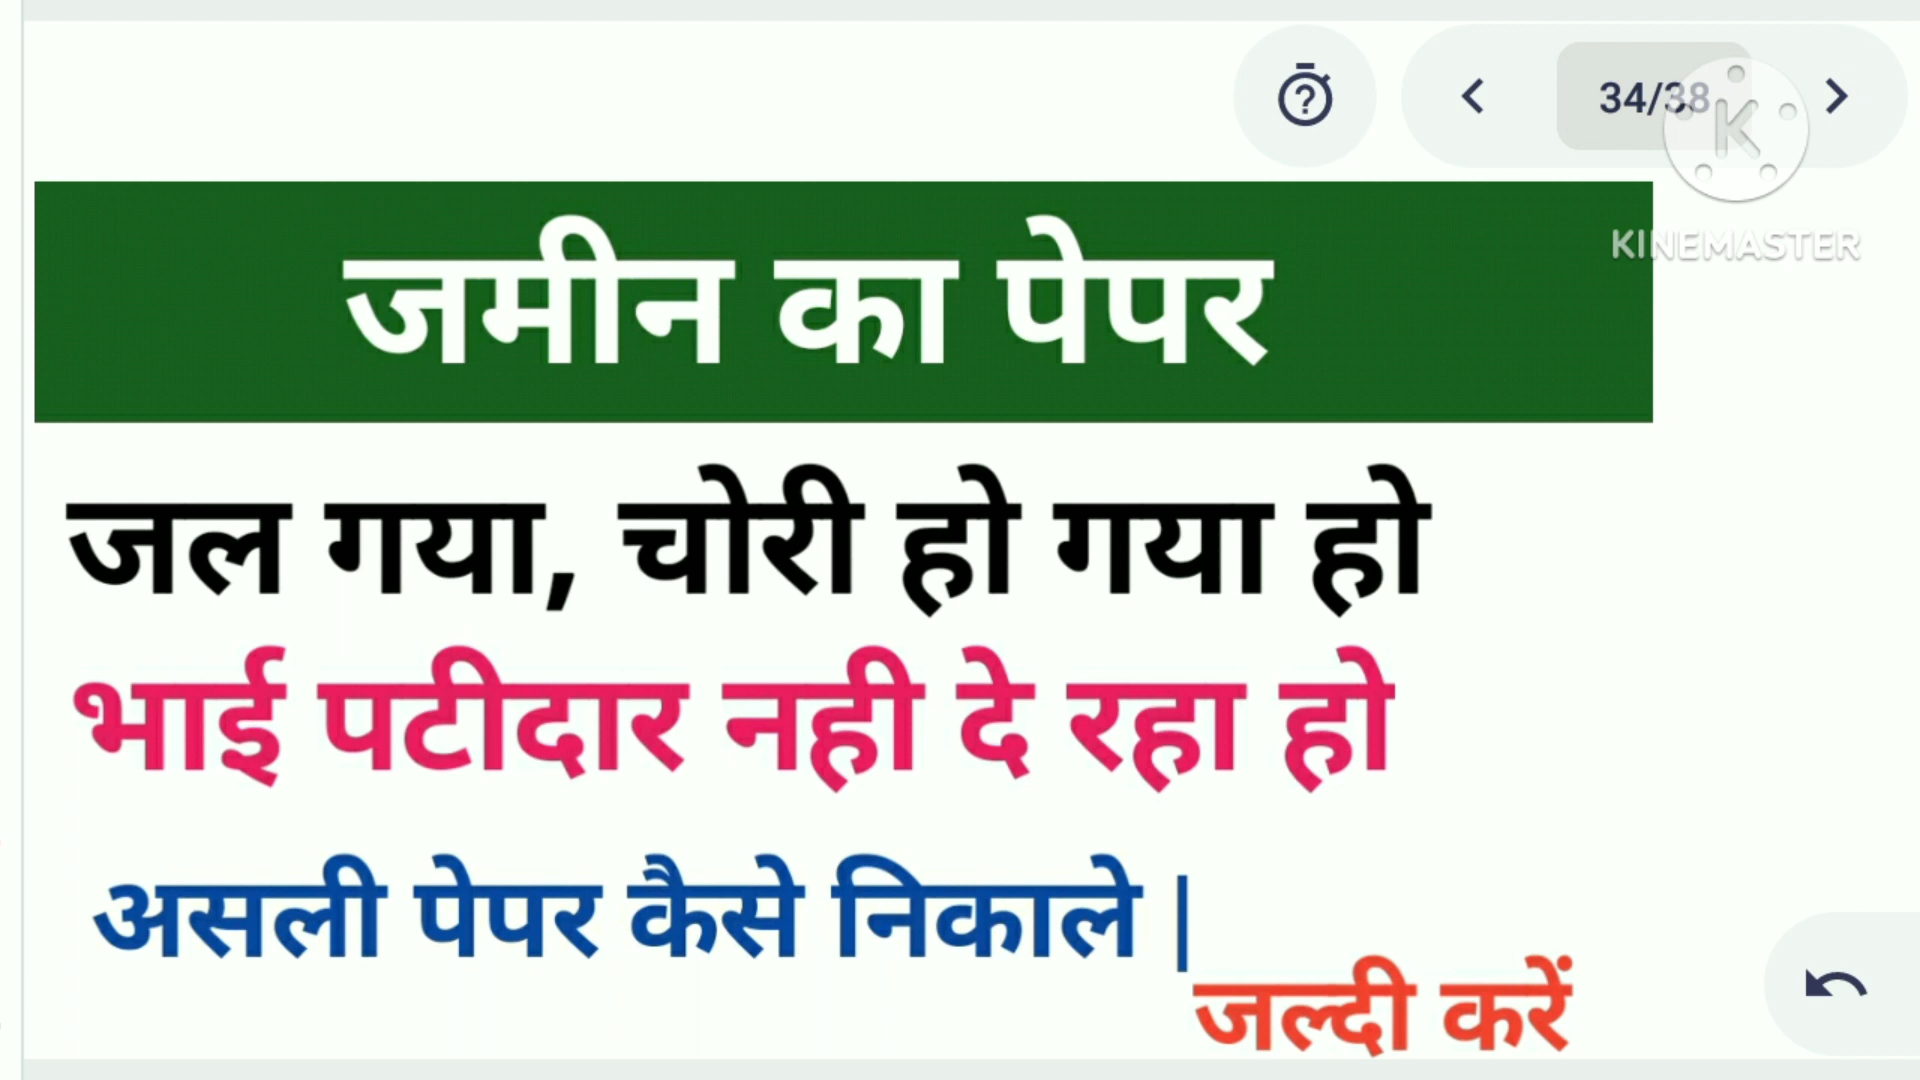 34/38
KINEMASTER
जमीन का पेपर
जल गया, चोरी हो गया हो
भाई पटीदार नही दे रहा हो
असली पेपर कैसे निकाले |
जल्दी करें